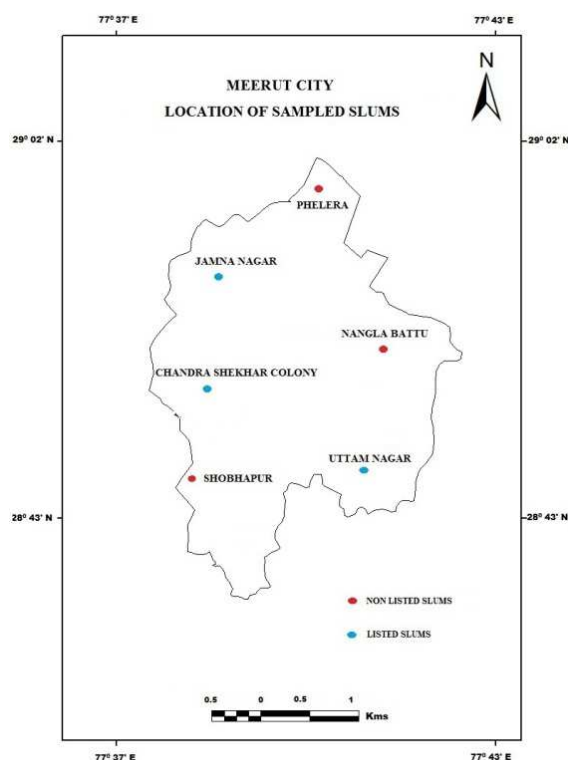 77° 37' E 77° 43' E
N
MEERUT CITY
LOCATION OF SAMPLED SLUMS
29° 02' N 29° 02' N
PHELERA
JAMNA NAGAR
NANGLA BATTU
CHANDRA SHEKHAR COLONY
UTTAM NAGAR
SHOBHAPUR
28° 43' N 28° 43' N
NON LISTED SLUMS
LISTED SLUMS
0.5 0 0.5 1
Kms
77° 37' E 77° 43' E